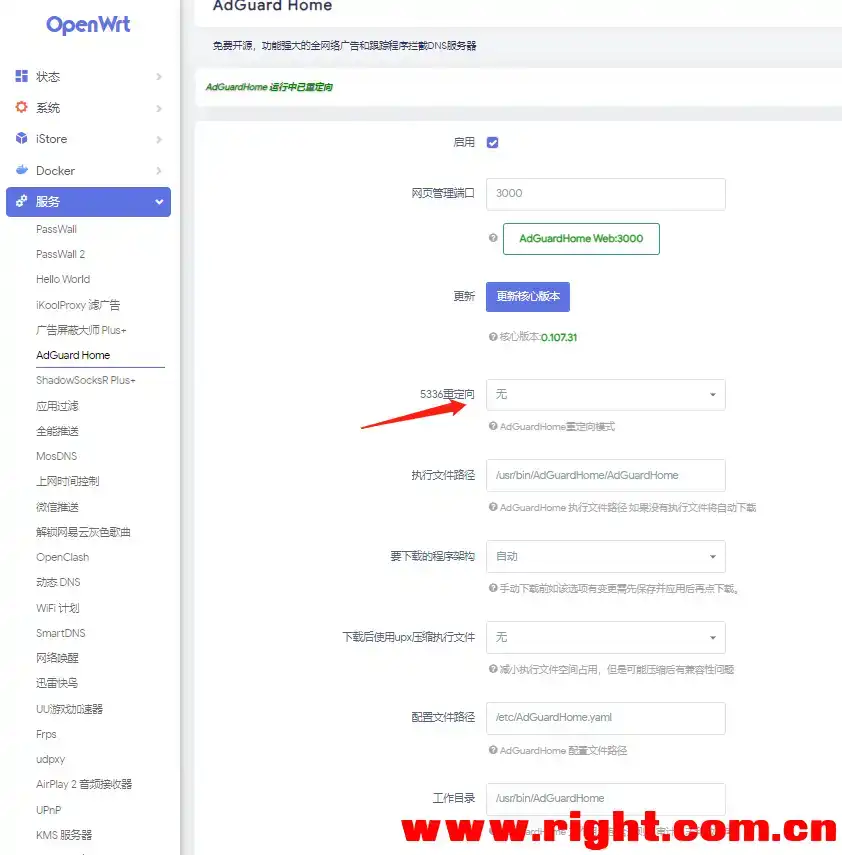 OpenWrt
状态
系统
iStore
Docker
服务
PassWall
PassWall 2
Hello World
iKoolProxy 滤广告
广告屏蔽大师 Plus+
AdGuard Home
ShadowSocksR Plus+
应用过滤
全能推送
MosDNS
上网时间控制
微信推送
解锁网易云灰色歌曲
OpenClash
动态 DNS
WiFi 计划
SmartDNS
网络唤醒
迅雷快鸟
UU游戏加速器
Frps
udpxy
AirPlay 2 音频接收器
UPnP
KMS 服务器
AdGuard Home
免费开源，功能强大的全网络广告和跟踪程序拦截DNS服务器
AdGuardHome 运行中已重定向
启用
网页管理端口 3000
AdGuardHome Web:3000
更新 更新核心版本
核心版本:0.107.31
5336重定向 无
AdGuardHome重定向模式
执行文件路径 /usr/bin/AdGuardHome/AdGuardHome
AdGuardHome 执行文件路径 如果没有执行文件将自动下载
要下载的程序架构 自动
手动下载前如该选项有变更需先保存并应用后再点下载。
下载后使用upx压缩执行文件 无
减小执行文件空间占用，但是可能压缩后有兼容性问题
配置文件路径 /etc/AdGuardHome.yaml
AdGuardHome 配置文件路径
工作目录 /usr/bin/AdGuardHome
www.right.com.cn